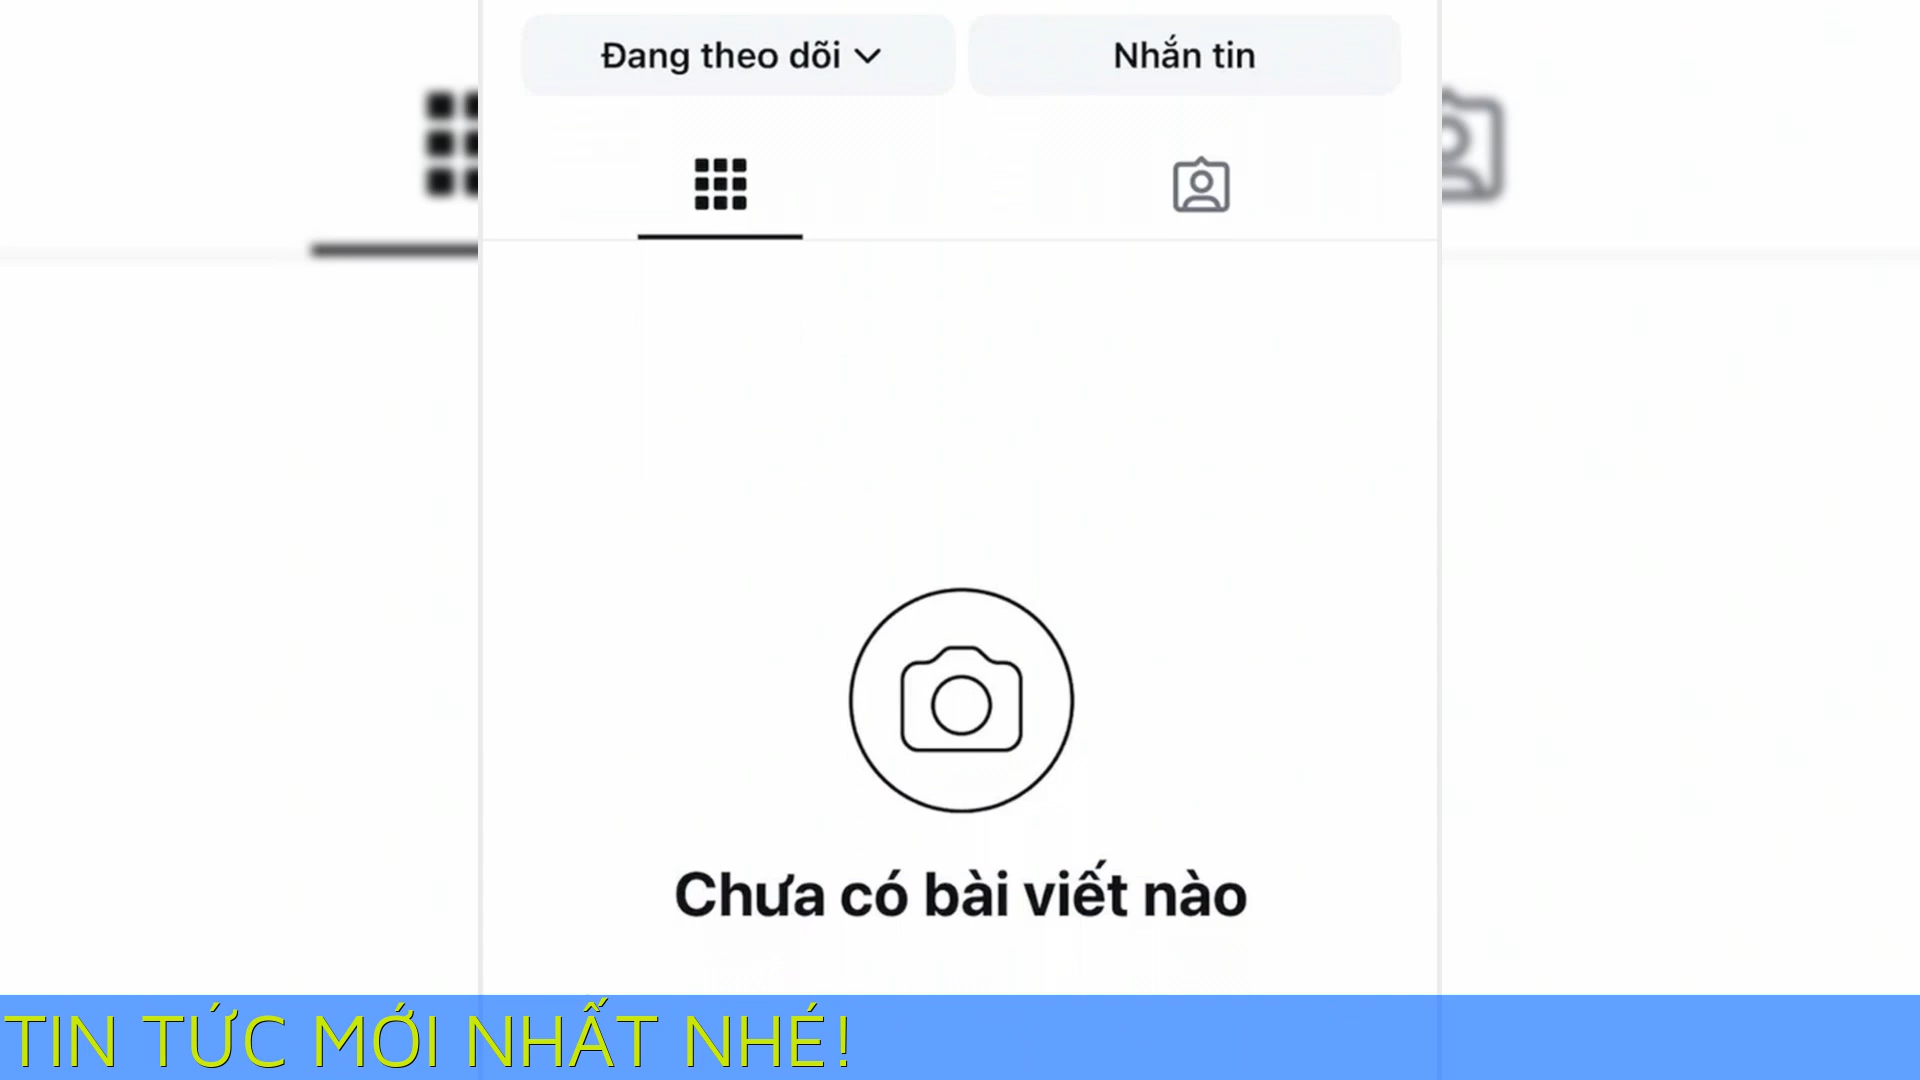 Đang theo dõi
Nhắn tin
Chưa có bài viết nào
TIN TỨC MỚI NHẤT NHÉ!